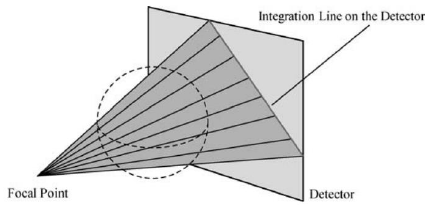 Integration Line on the Detector
Focal Point
Detector